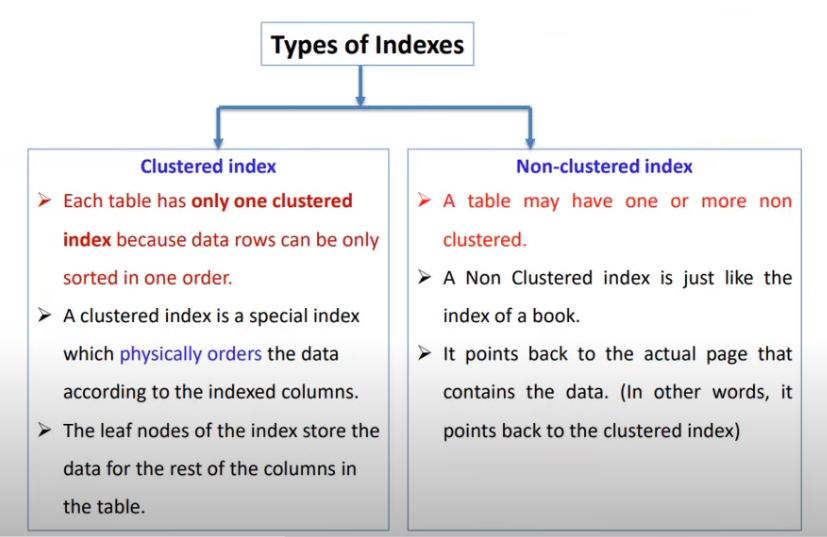 Types of Indexes
Clustered index
➢ Each table has only one clustered
index because data rows can be only
sorted in one order.
➢ A clustered index is a special index
which physically orders the data
according to the indexed columns.
➢ The leaf nodes of the index store the
data for the rest of the columns in
the table.
Non-clustered index
➢ A table may have one or more non
clustered.
➢ A Non Clustered index is just like the
index of a book.
➢ It points back to the actual page that
contains the data. (In other words, it
points back to the clustered index)